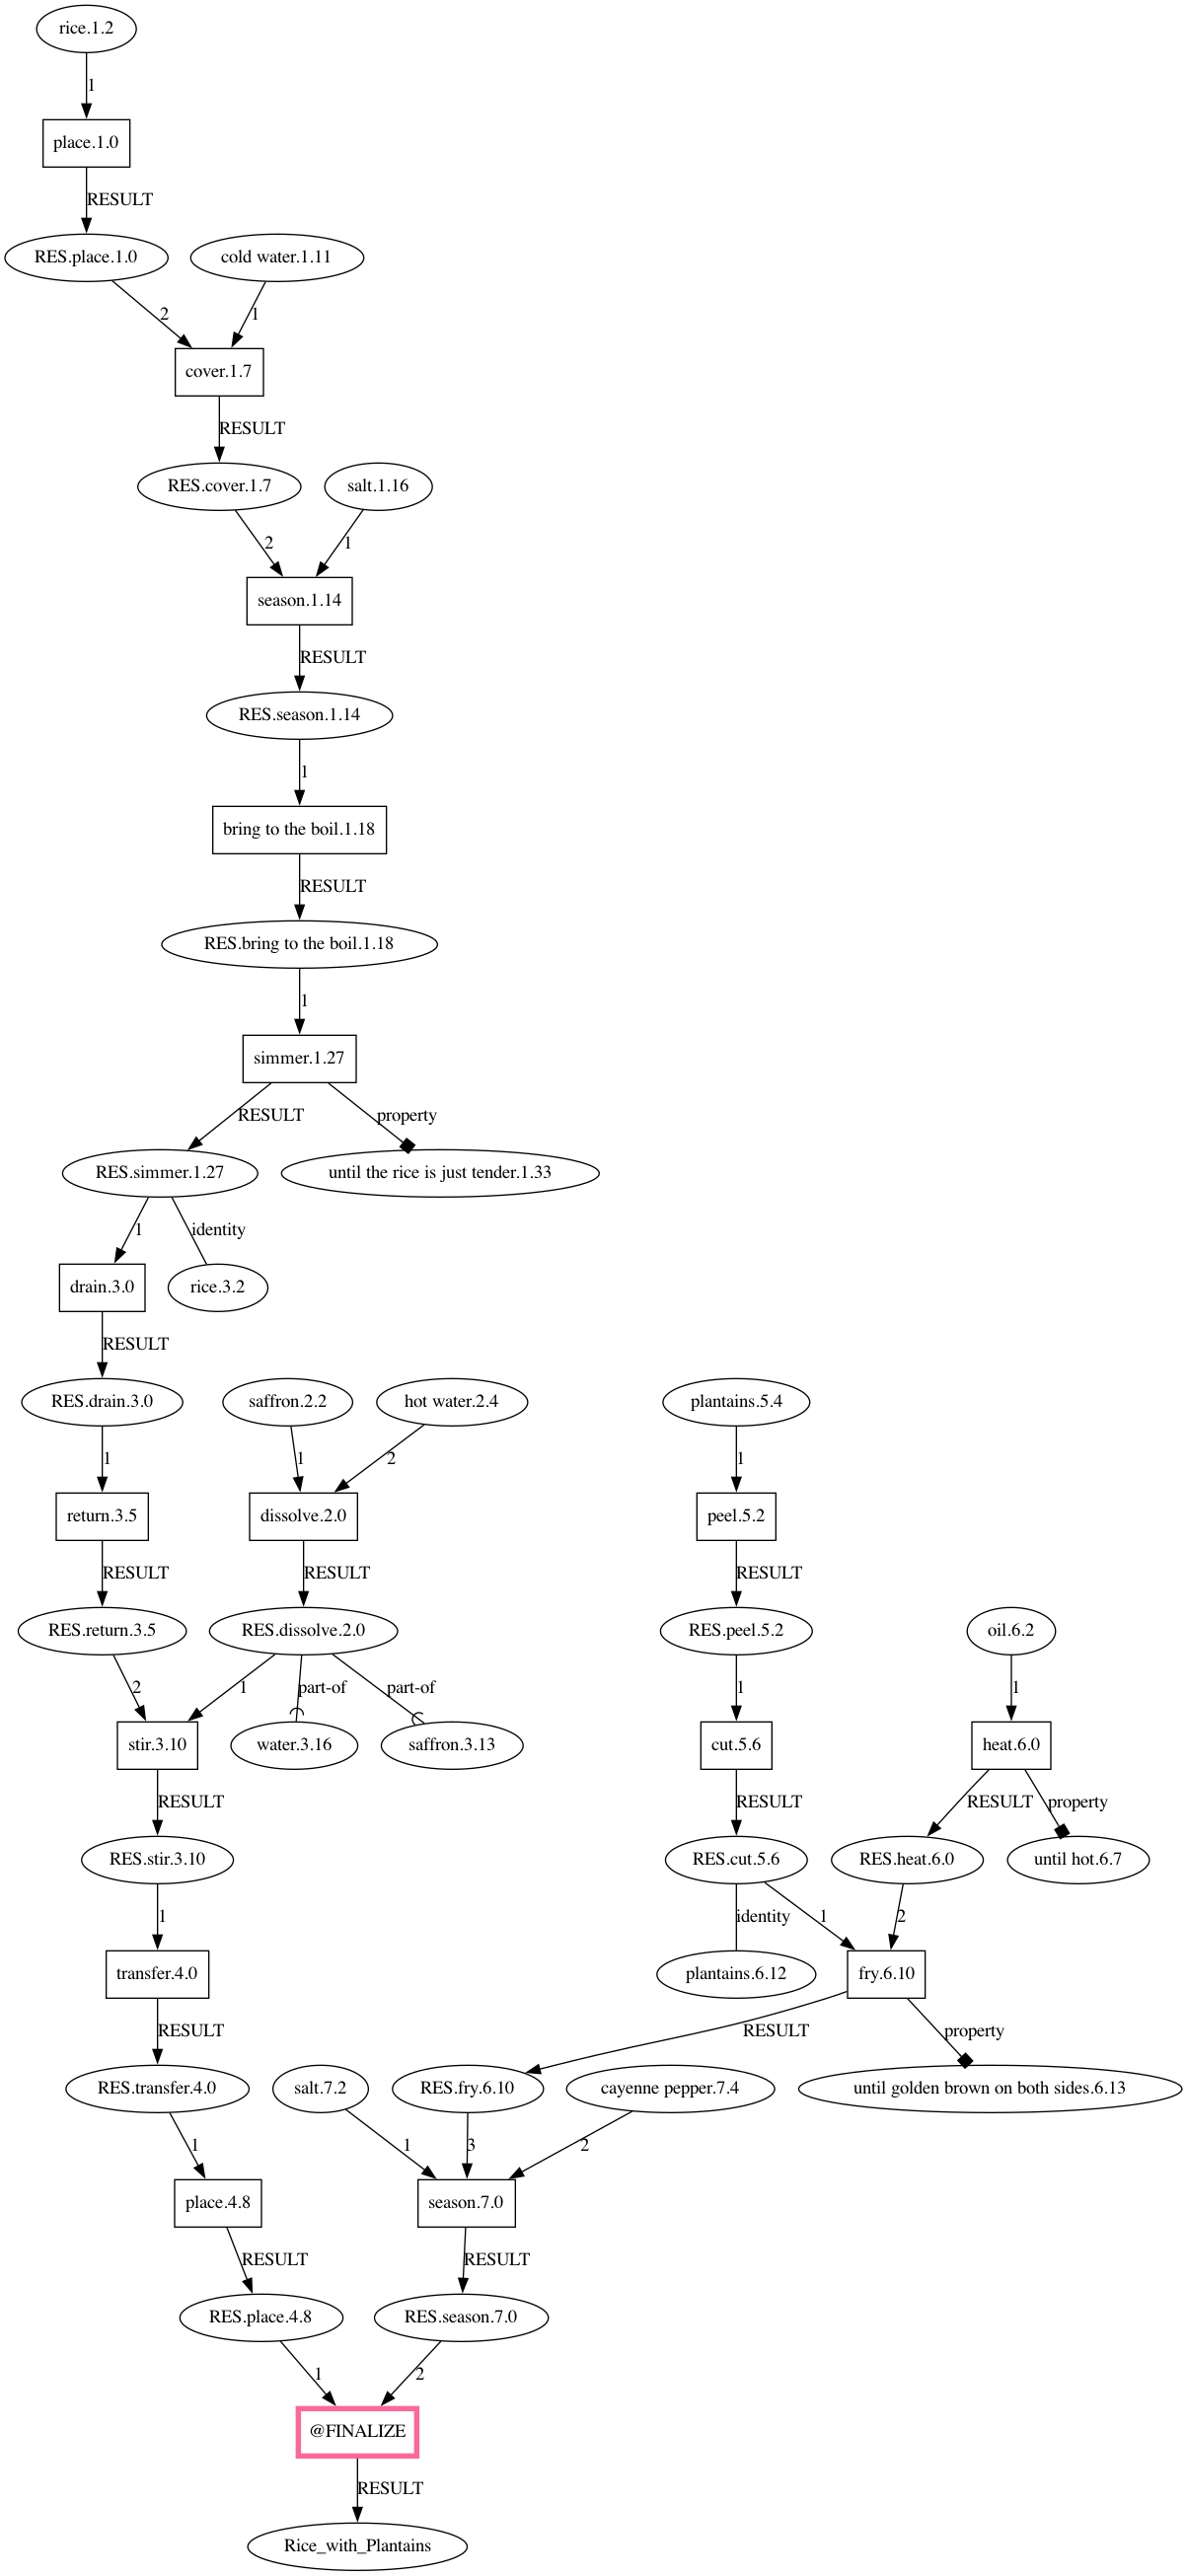 rice.1.2
1
place.1.0
RESULT
RES.place.1.0
cold water.1.11
2
1
cover.1.7
RESULT
RES.cover.1.7
salt.1.16
2
1
season.1.14
RESULT
RES.season.1.14
1
bring to the boil.1.18
RESULT
RES.bring to the boil.1.18
1
simmer.1.27
RESULT
property
RES.simmer.1.27
until the rice is just tender.1.33
1
identity
drain.3.0
rice.3.2
RESULT
RES.drain.3.0
saffron.2.2
hot water.2.4
plantains.5.4
1
1
2
1
return.3.5
dissolve.2.0
peel.5.2
RESULT
RESULT
RESULT
RES.return.3.5
RES.dissolve.2.0
RES.peel.5.2
oil.6.2
2
1
part-of
part-of
1
1
stir.3.10
water.3.16
saffron.3.13
cut.5.6
heat.6.0
RESULT
RESULT
RESULT
property
RES.stir.3.10
RES.cut.5.6
RES.heat.6.0
until hot.6.7
1
identity
1
2
transfer.4.0
plantains.6.12
fry.6.10
RESULT
RESULT
property
RES.transfer.4.0
salt.7.2
RES.fry.6.10
cayenne pepper.7.4
until golden brown on both sides.6.13
1
1
3
2
place.4.8
season.7.0
RESULT
RESULT
RES.place.4.8
RES.season.7.0
1
2
@FINALIZE
RESULT
Rice_with_Plantains